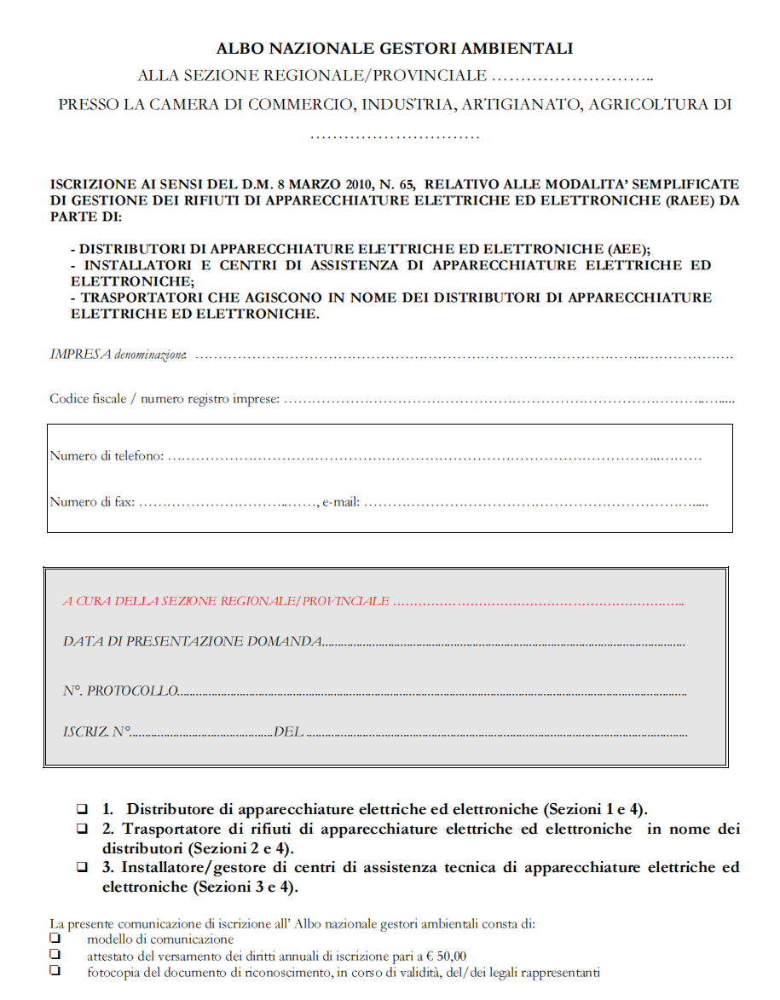 ALBO NAZIONALE GESTORI AMBIENTALI
ALLA SEZIONE REGIONALE/PROVINCIALE ………………………..
PRESSO LA CAMERA DI COMMERCIO, INDUSTRIA, ARTIGIANATO, AGRICOLTURA DI
…………………………
ISCRIZIONE AI SENSI DEL D.M. 8 MARZO 2010, N. 65, RELATIVO ALLE MODALITA’ SEMPLIFICATE
DI GESTIONE DEI RIFIUTI DI APPARECCHIATURE ELETTRICHE ED ELETTRONICHE (RAEE) DA
PARTE DI:
- DISTRIBUTORI DI APPARECCHIATURE ELETTRICHE ED ELETTRONICHE (AEE);
- INSTALLATORI E CENTRI DI ASSISTENZA DI APPARECCHIATURE ELETTRICHE ED
ELETTRONICHE;
- TRASPORTATORI CHE AGISCONO IN NOME DEI DISTRIBUTORI DI APPARECCHIATURE
ELETTRICHE ED ELETTRONICHE.
IMPRESA denominazione: ……………………………………………………………………………..…………….…
Codice fiscale / numero registro imprese: ……………………………………………………………………………..…......
Numero di telefono: …………………………………………………………………………………………...………
Numero di fax: …………………………..……, e-mail: ……………………………………………………………….....
A CURA DELLA SEZIONE REGIONALE/PROVINCIALE ……………………………………………………..
DATA DI PRESENTAZIONE DOMANDA..............................................................................................................
N°. PROTOCOLLO..........................................................................................................................................................
ISCRIZ. N°.............................................DEL ......................................................................................................................
❑ 1. Distributore di apparecchiature elettriche ed elettroniche (Sezioni 1 e 4).
❑ 2. Trasportatore di rifiuti di apparecchiature elettriche ed elettroniche in nome dei
distributori (Sezioni 2 e 4).
❑ 3. Installatore/gestore di centri di assistenza tecnica di apparecchiature elettriche ed
elettroniche (Sezioni 3 e 4).
La presente comunicazione di iscrizione all’ Albo nazionale gestori ambientali consta di:
❑ modello di comunicazione
❑ attestato del versamento dei diritti annuali di iscrizione pari a € 50,00
❑ fotocopia del documento di riconoscimento, in corso di validità, del/dei legali rappresentanti